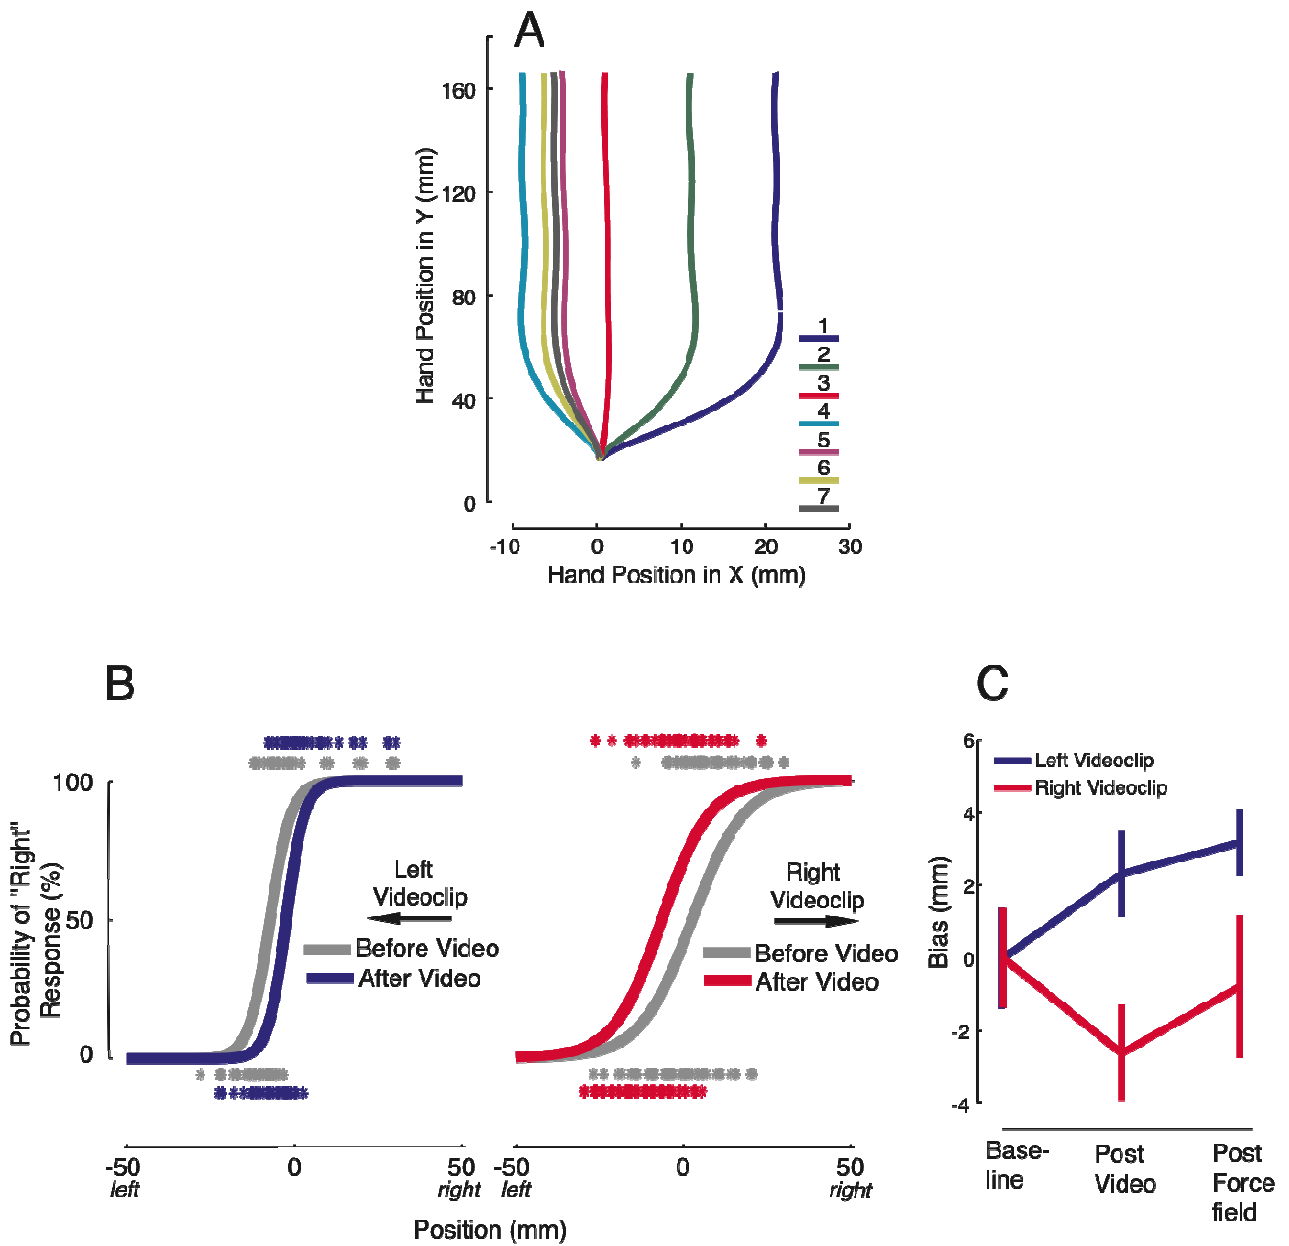 A
160
120
80
40
0
Hand Position in Y (mm)
1
2
3
4
5
6
7
-10 0 10 20 30
Hand Position in X (mm)
B
100
50
0
Probability of "Right"
Response (%)
Left
Videoclip
Before Video
After Video
Right
Videoclip
Before Video
After Video
-50 0 50
left right
-50 0 50
left right
Position (mm)
C
6
4
2
0
-2
-4
Bias (mm)
Left Videoclip
Right Videoclip
Base-
line
Post
Video
Post
Force
field